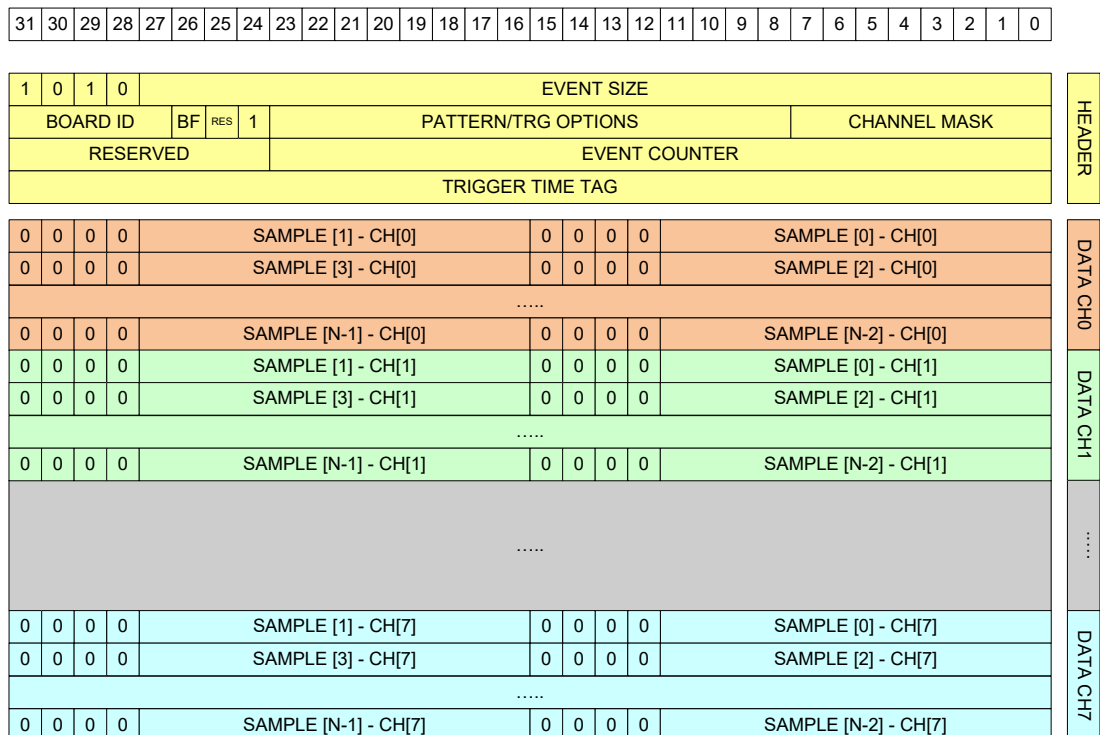 31 30 29 28 27 26 25 24 23 22 21 20 19 18 17 16 15 14 13 12 11 10 9 8 7 6 5 4 3 2 1 0
1 0 1 0 EVENT SIZE
BOARD ID BF RES 1 PATTERN/TRG OPTIONS CHANNEL MASK
RESERVED EVENT COUNTER
TRIGGER TIME TAG
HEADER
0 0 0 0 SAMPLE [1] - CH[0] 0 0 0 0 SAMPLE [0] - CH[0]
0 0 0 0 SAMPLE [3] - CH[0] 0 0 0 0 SAMPLE [2] - CH[0]
.....
0 0 0 0 SAMPLE [N-1] - CH[0] 0 0 0 0 SAMPLE [N-2] - CH[0]
DATA CH0
0 0 0 0 SAMPLE [1] - CH[1] 0 0 0 0 SAMPLE [0] - CH[1]
0 0 0 0 SAMPLE [3] - CH[1] 0 0 0 0 SAMPLE [2] - CH[1]
.....
0 0 0 0 SAMPLE [N-1] - CH[1] 0 0 0 0 SAMPLE [N-2] - CH[1]
DATA CH1
.....
.....
0 0 0 0 SAMPLE [1] - CH[7] 0 0 0 0 SAMPLE [0] - CH[7]
0 0 0 0 SAMPLE [3] - CH[7] 0 0 0 0 SAMPLE [2] - CH[7]
.....
0 0 0 0 SAMPLE [N-1] - CH[7] 0 0 0 0 SAMPLE [N-2] - CH[7]
DATA CH7